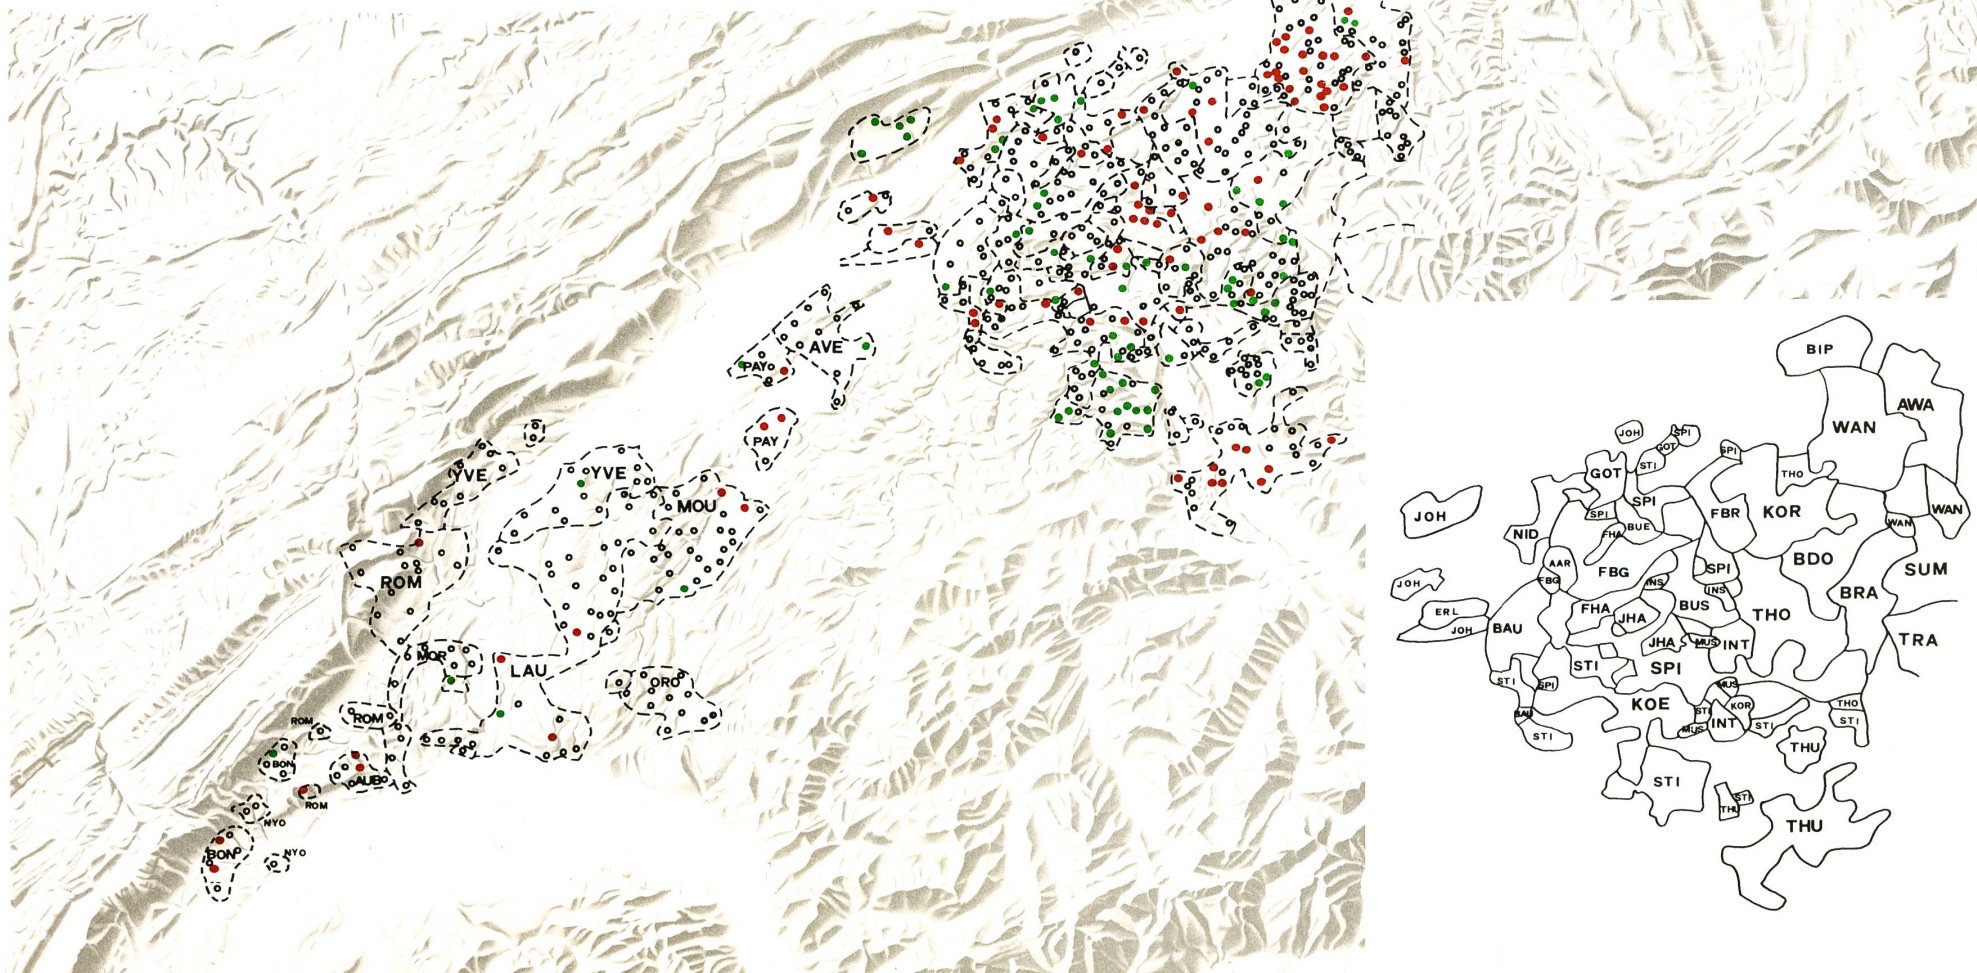 AVE
PAY
PAY
YVE
YVE
MOU
ROM
MOR
LAU
ORO
ROM
ROM
BON
AUB
ROM
NYO
BON
NYO
BIP
AWA
WAN
JOH
SPI
GOT
SPI
STI
GOT
THO
JOH
SPI
FBR
KOR
WAN
SPI
BUE
WAN
NID
FHA
AAR
FBG
SPI
BDO
SUM
JOH
FBG
INS
INS
BRA
ERL
FHA
JHA
BUS
THO
JOH
BAU
JHA
MUS
INT
TRA
STI
SPI
STI
SPI
MUS
KOE
STI
KOR
THO
BAU
INT
STI
STI
MUS
STI
THU
STI
STI
THU
THU